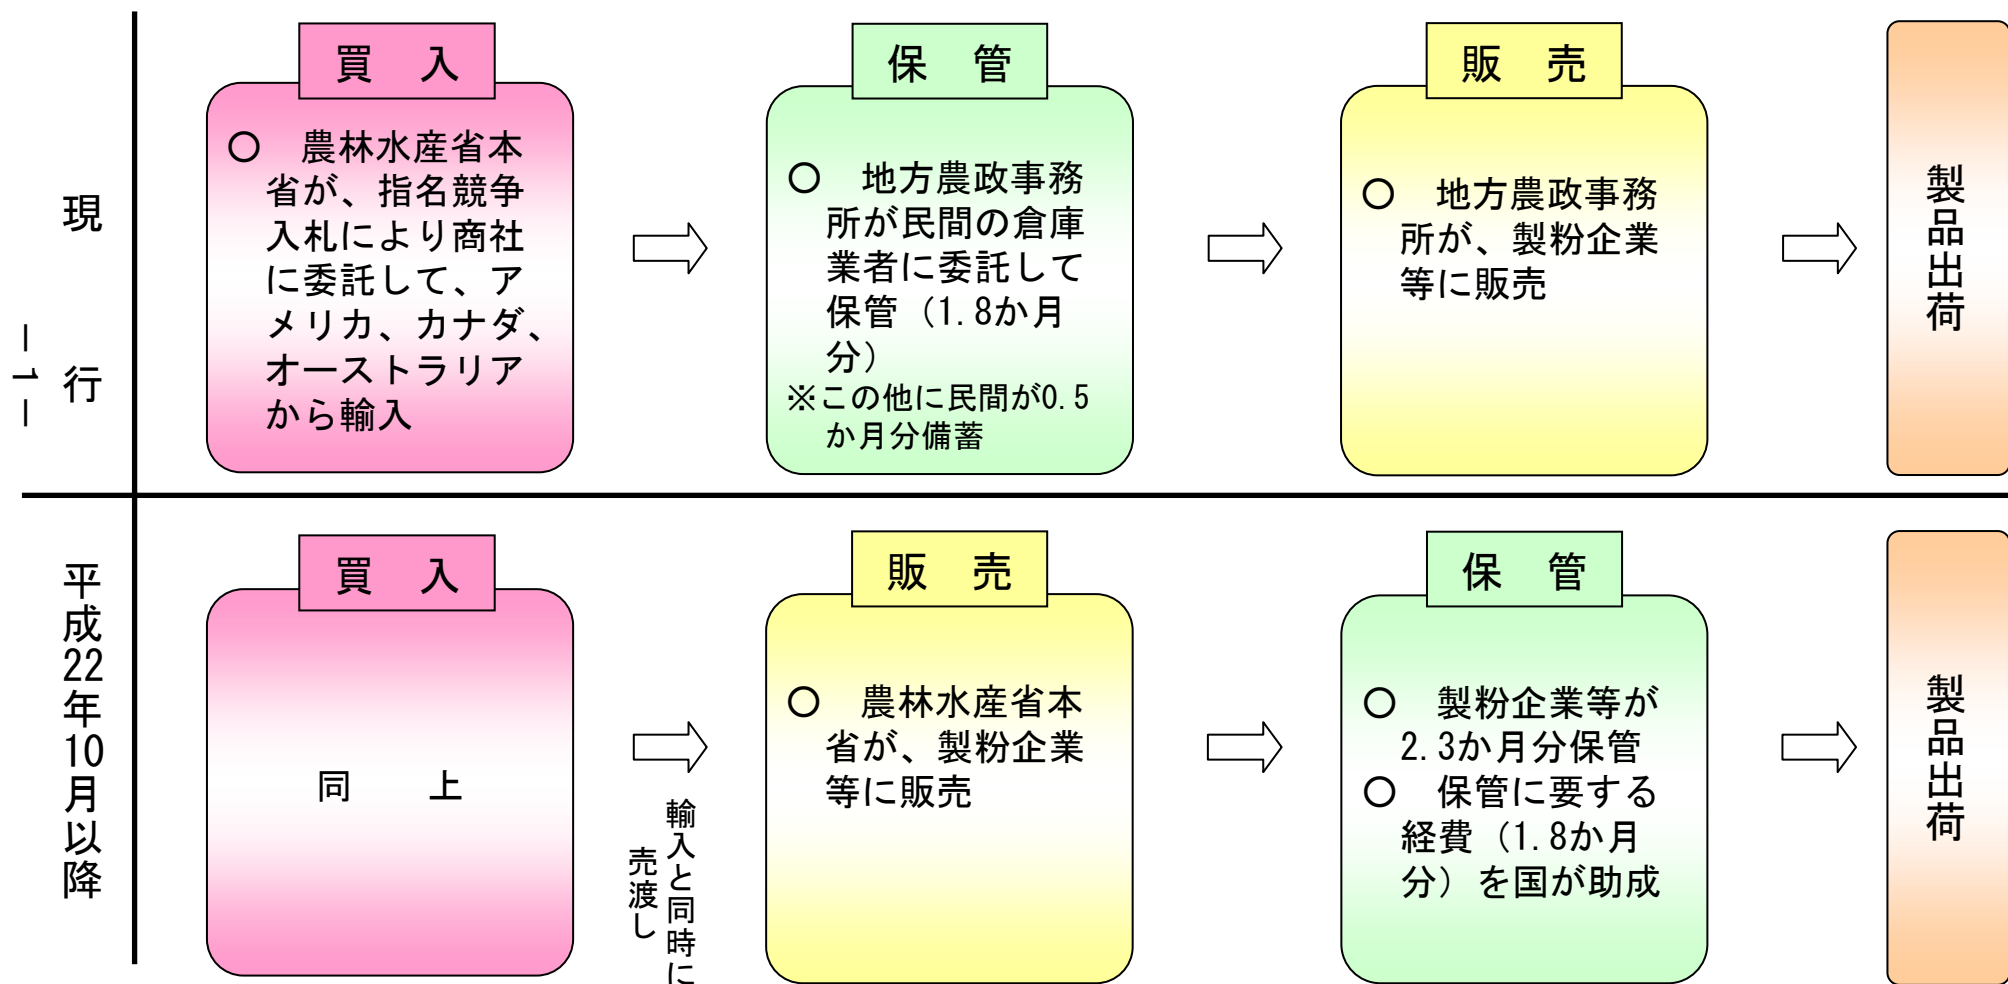 現 行
買 入
○ 農林水産省本
省が、指名競争
入札により商社
に委託して、ア
メリカ、カナダ、
オーストラリア
から輸入
保 管
○ 地方農政事務
所が民間の倉庫
業者に委託して
保管（1.8か月
分）
※この他に民間が0.5
か月分備蓄
販 売
○ 地方農政事務
所が、製粉企業
等に販売
製品出荷
－1－
平成22年10月以降
買 入
同 上
輸入と同時に
売渡し
販 売
○ 農林水産省本
省が、製粉企業
等に販売
保 管
○ 製粉企業等が
2.3か月分保管
○ 保管に要する
経費（1.8か月
分）を国が助成
製品出荷